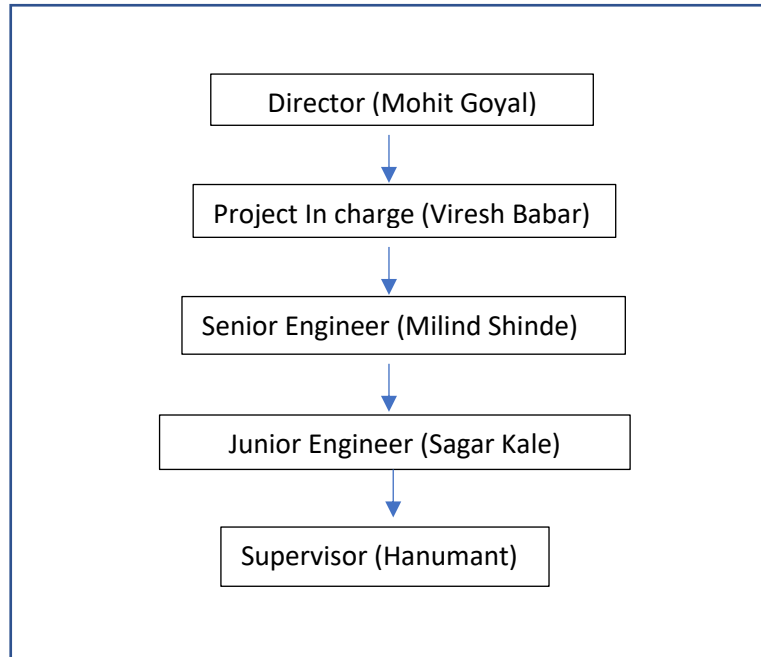 Director (Mohit Goyal)
Project In charge (Viresh Babar)
Senior Engineer (Milind Shinde)
Junior Engineer (Sagar Kale)
Supervisor (Hanumant)